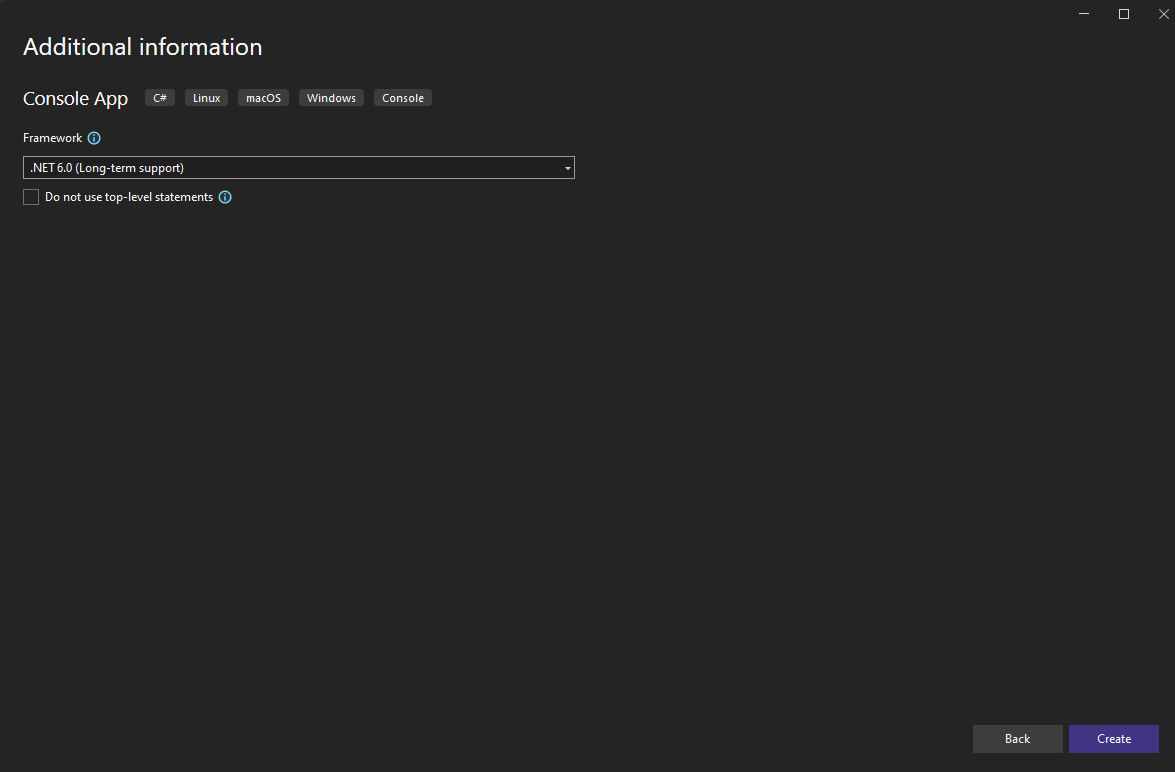 Additional information
Console App C# Linux macOS Windows Console
Framework
.NET 6.0 (Long-term support)
Do not use top-level statements
Back Create